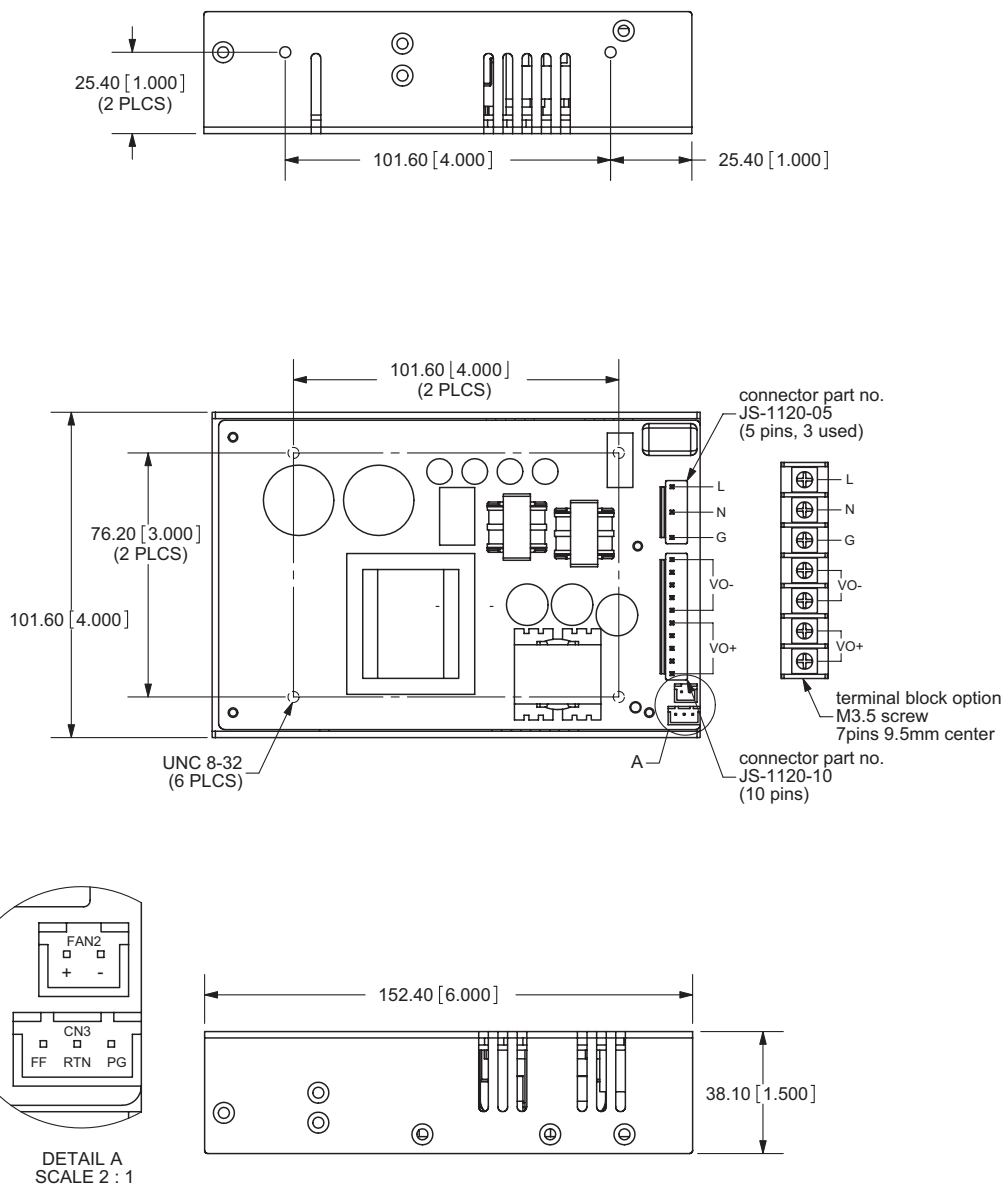 25.40 [1.000]
(2 PLCS)
101.60 [4.000]
25.40 [1.000]
101.60 [4.000]
(2 PLCS)
connector part no.
JS-1120-05
(5 pins, 3 used)
76.20 [3.000]
(2 PLCS)
101.60 [4.000]
L
N
G
VO-
VO+
L
N
G
VO-
VO+
terminal block option
M3.5 screw
7pins 9.5mm center
UNC 8-32
(6 PLCS)
A
connector part no.
JS-1120-10
(10 pins)
FAN2
+ -
CN3
FF RTN PG
DETAIL A
SCALE 2 : 1
152.40 [6.000]
38.10 [1.500]